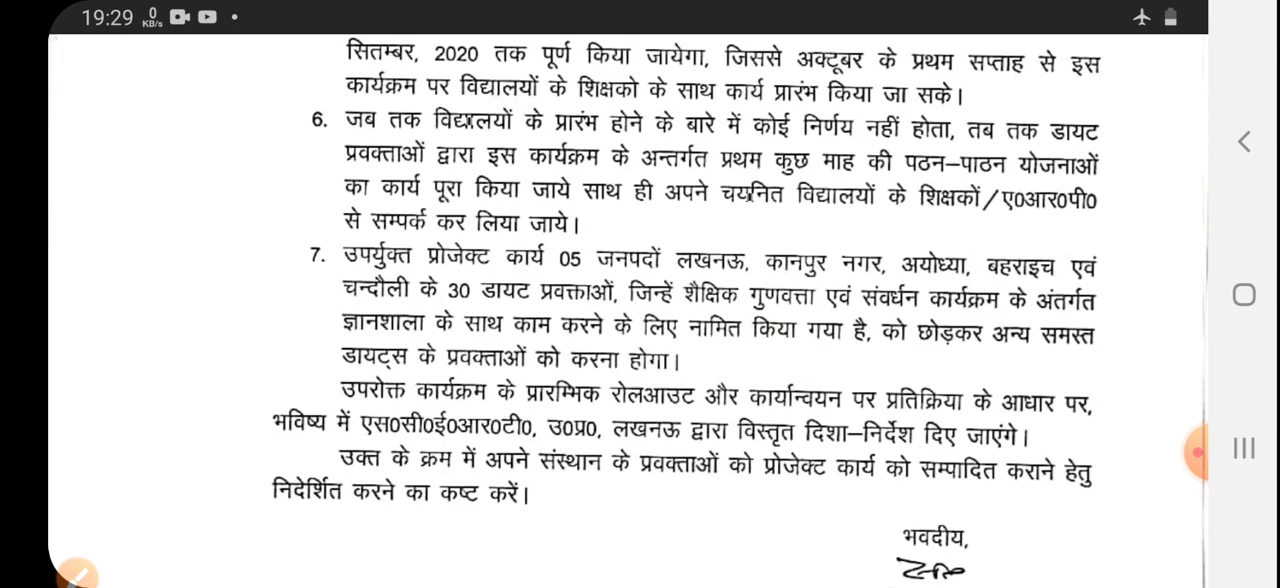 19:29 0 KB/s
सितम्बर, 2020 तक पूर्ण किया जायेगा, जिससे अक्टूबर के प्रथम सप्ताह से इस
कार्यक्रम पर विद्यालयों के शिक्षको के साथ कार्य प्रारंभ किया जा सके।
6. जब तक विद्यालयों के प्रारंभ होने के बारे में कोई निर्णय नहीं होता, तब तक डायट
प्रवक्ताओं द्वारा इस कार्यक्रम के अन्तर्गत प्रथम कुछ माह की पठन–पाठन योजनाओं
का कार्य पूरा किया जाये साथ ही अपने चयनित विद्यालयों के शिक्षकों/ए0आर0पी0
से सम्पर्क कर लिया जाये।
7. उपर्युक्त प्रोजेक्ट कार्य 05 जनपदों लखनऊ, कानपुर नगर, अयोध्या, बहराइच एवं
चन्दौली के 30 डायट प्रवक्ताओं, जिन्हें शैक्षिक गुणवत्ता एवं संवर्धन कार्यक्रम के अंतर्गत
ज्ञानशाला के साथ काम करने के लिए नामित किया गया है, को छोड़कर अन्य समस्त
डायट्स के प्रवक्ताओं को करना होगा।
उपरोक्त कार्यक्रम के प्रारम्भिक रोलआउट और कार्यान्वयन पर प्रतिक्रिया के आधार पर,
भविष्य में एस0सी0ई0आर0टी0, उ0प्र0, लखनऊ द्वारा विस्तृत दिशा–निर्देश दिए जाएंगे।
उक्त के क्रम में अपने संस्थान के प्रवक्ताओं को प्रोजेक्ट कार्य को सम्पादित कराने हेतु
निदेर्शित करने का कष्ट करें।
भवदीय,